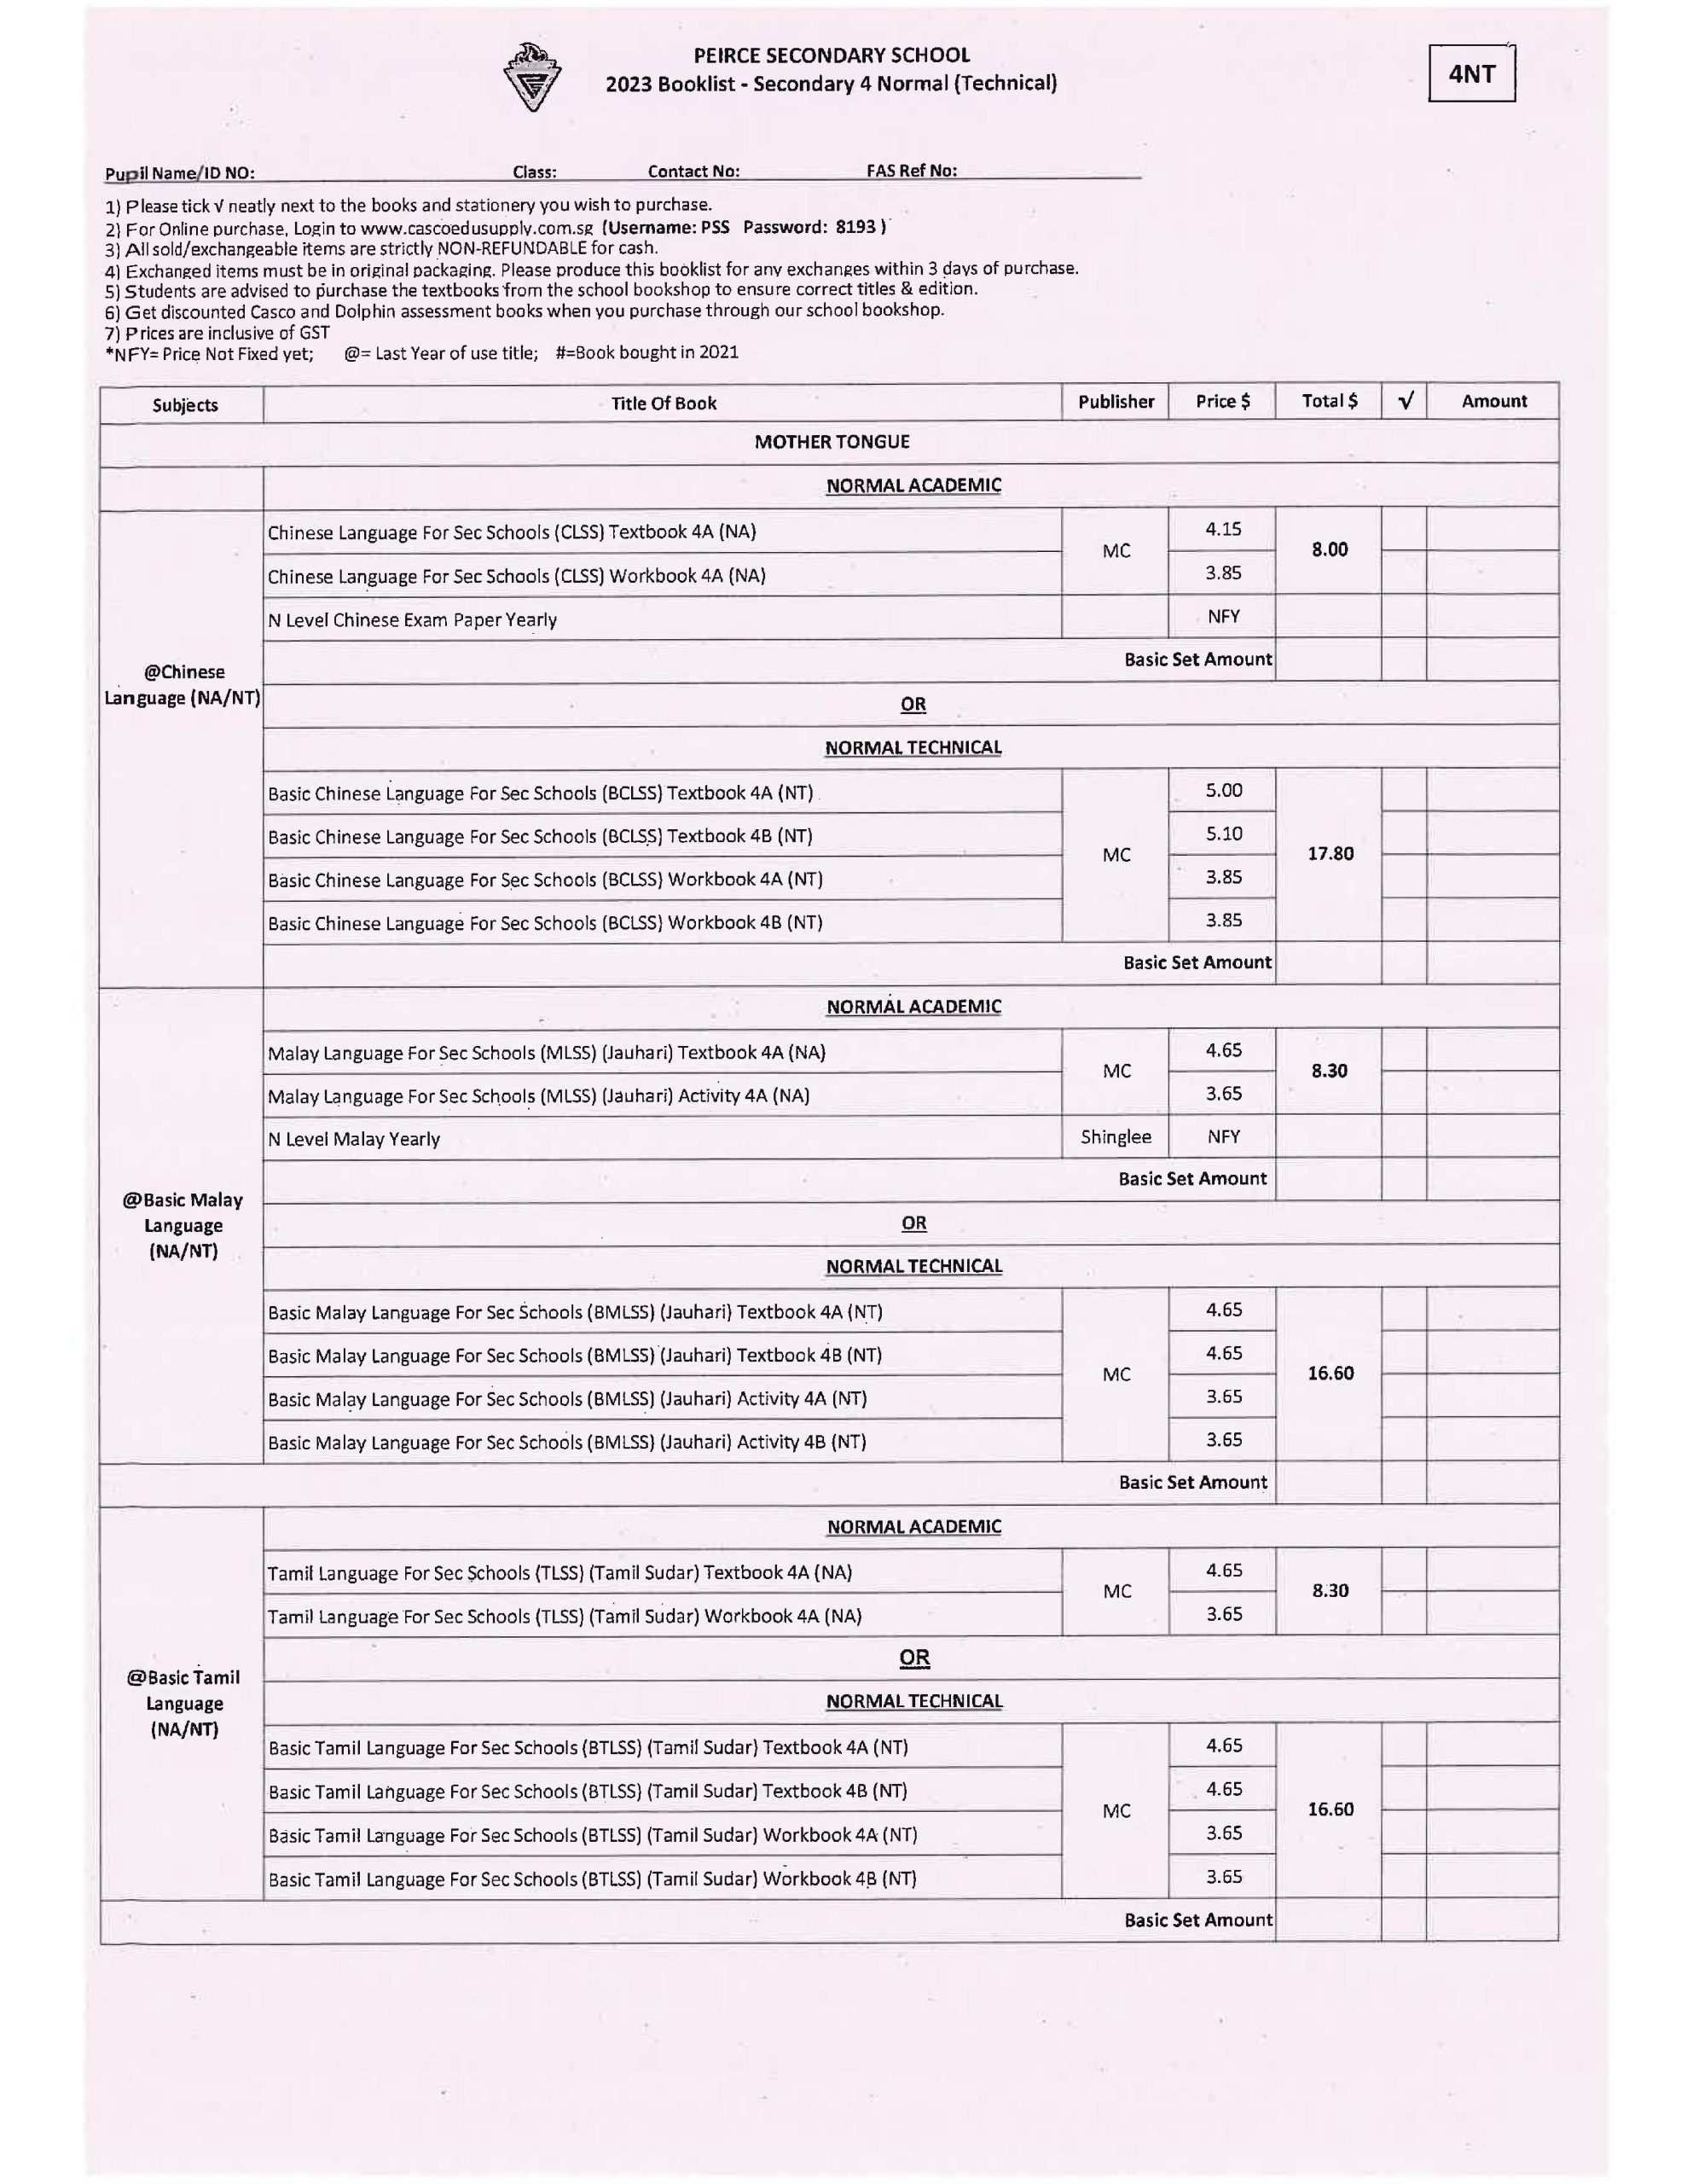 PEIRCE SECONDARY SCHOOL
2023 Booklist - Secondary 4 Normal (Technical)
4NT
Pupil Name/ID NO: Class: Contact No: FAS Ref No:
1) Please tick √ neatly next to the books and stationery you wish to purchase.
2) For Online purchase, Login to www.cascoedusupply.com.sg (Username: PSS Password: 8193 )
3) All sold/exchangeable items are strictly NON-REFUNDABLE for cash.
4) Exchanged items must be in original packaging. Please produce this booklist for any exchanges within 3 days of purchase.
5) Students are advised to purchase the textbooks from the school bookshop to ensure correct titles & edition.
6) Get discounted Casco and Dolphin assessment books when you purchase through our school bookshop.
7) Prices are inclusive of GST
*NFY= Price Not Fixed yet; @= Last Year of use title; #=Book bought in 2021
Subjects Title Of Book Publisher Price $ Total $ √ Amount
MOTHER TONGUE
NORMAL ACADEMIC
@Chinese
Language (NA/NT)
Chinese Language For Sec Schools (CLSS) Textbook 4A (NA) MC 4.15 8.00
Chinese Language For Sec Schools (CLSS) Workbook 4A (NA) 3.85
N Level Chinese Exam Paper Yearly NFY
Basic Set Amount
OR
NORMAL TECHNICAL
Basic Chinese Language For Sec Schools (BCLSS) Textbook 4A (NT) 5.00
Basic Chinese Language For Sec Schools (BCLSS) Textbook 4B (NT) MC 5.10 17.80
Basic Chinese Language For Sec Schools (BCLSS) Workbook 4A (NT) 3.85
Basic Chinese Language For Sec Schools (BCLSS) Workbook 4B (NT) 3.85
Basic Set Amount
@Basic Malay
Language
(NA/NT)
NORMAL ACADEMIC
Malay Language For Sec Schools (MLSS) (Jauhari) Textbook 4A (NA) MC 4.65 8.30
Malay Language For Sec Schools (MLSS) (Jauhari) Activity 4A (NA) 3.65
N Level Malay Yearly Shinglee NFY
Basic Set Amount
OR
NORMAL TECHNICAL
Basic Malay Language For Sec Schools (BMLSS) (Jauhari) Textbook 4A (NT) 4.65
Basic Malay Language For Sec Schools (BMLSS) (Jauhari) Textbook 4B (NT) MC 4.65 16.60
Basic Malay Language For Sec Schools (BMLSS) (Jauhari) Activity 4A (NT) 3.65
Basic Malay Language For Sec Schools (BMLSS) (Jauhari) Activity 4B (NT) 3.65
Basic Set Amount
@Basic Tamil
Language
(NA/NT)
NORMAL ACADEMIC
Tamil Language For Sec Schools (TLSS) (Tamil Sudar) Textbook 4A (NA) MC 4.65 8.30
Tamil Language For Sec Schools (TLSS) (Tamil Sudar) Workbook 4A (NA) 3.65
OR
NORMAL TECHNICAL
Basic Tamil Language For Sec Schools (BTLSS) (Tamil Sudar) Textbook 4A (NT) 4.65
Basic Tamil Language For Sec Schools (BTLSS) (Tamil Sudar) Textbook 4B (NT) MC 4.65 16.60
Basic Tamil Language For Sec Schools (BTLSS) (Tamil Sudar) Workbook 4A (NT) 3.65
Basic Tamil Language For Sec Schools (BTLSS) (Tamil Sudar) Workbook 4B (NT) 3.65
Basic Set Amount